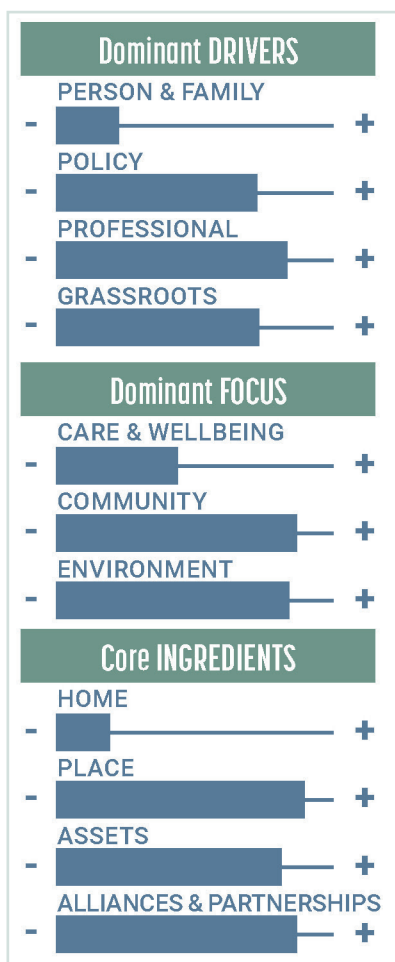 Dominant DRIVERS
PERSON & FAMILY
- +
POLICY
- +
PROFESSIONAL
- +
GRASSROOTS
- +
Dominant FOCUS
CARE & WELLBEING
- +
COMMUNITY
- +
ENVIRONMENT
- +
Core INGREDIENTS
HOME
- +
PLACE
- +
ASSETS
- +
ALLIANCES & PARTNERSHIPS
- +